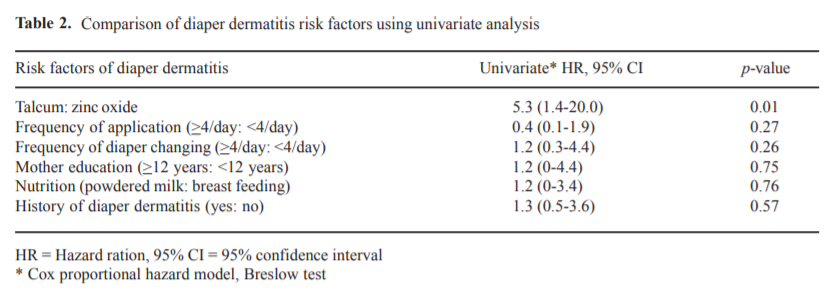 Table 2. Comparison of diaper dermatitis risk factors using univariate analysis
Risk factors of diaper dermatitis Univariate* HR, 95% CI p-value
Talcum: zinc oxide 5.3 (1.4-20.0) 0.01
Frequency of application (≥4/day: <4/day) 0.4 (0.1-1.9) 0.27
Frequency of diaper changing (≥4/day: <4/day) 1.2 (0.3-4.4) 0.26
Mother education (≥12 years: <12 years) 1.2 (0-4.4) 0.75
Nutrition (powdered milk: breast feeding) 1.2 (0-3.4) 0.76
History of diaper dermatitis (yes: no) 1.3 (0.5-3.6) 0.57
HR = Hazard ration, 95% CI = 95% confidence interval
* Cox proportional hazard model, Breslow test